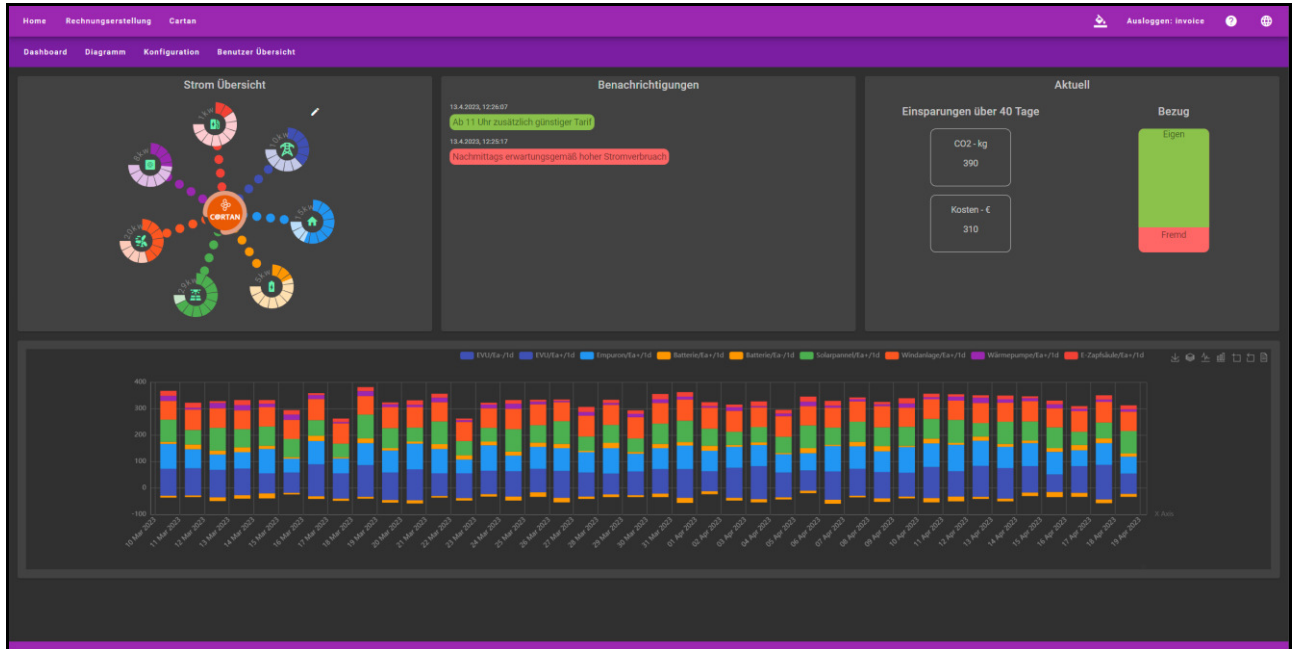 Home Rechnungserstellung Cartan Ausloggen: invoice
Dashboard Diagramm Konfiguration Benutzer Übersicht
Strom Übersicht
1kw
10kw
8kw
15kw
20kw
5kw
29kw
CORTAN
Benachrichtigungen
13.4.2023, 12:26:07
Ab 11 Uhr zusätzlich günstiger Tarif
13.4.2023, 12:25:17
Nachmittags erwartungsgemäß hoher Stromverbruach
Aktuell
Einsparungen über 40 Tage
CO2 - kg
390
Kosten - €
310
Bezug
Eigen
Fremd
EVU/Ea-/1d EVU/Ea+/1d Empuron/Ea+/1d Batterie/Ea+/1d Batterie/Ea-/1d Solarpannel/Ea+/1d Windanlage/Ea+/1d Wärmepumpe/Ea+/1d E-Zaphäule/Ea+/1d
400
300
200
100
0
-100
X Axis
10 Mar 2023 11 Mar 2023 12 Mar 2023 13 Mar 2023 14 Mar 2023 15 Mar 2023 16 Mar 2023 17 Mar 2023 18 Mar 2023 19 Mar 2023 20 Mar 2023 21 Mar 2023 22 Mar 2023 23 Mar 2023 24 Mar 2023 25 Mar 2023 26 Mar 2023 27 Mar 2023 28 Mar 2023 29 Mar 2023 30 Mar 2023 31 Mar 2023 01 Apr 2023 02 Apr 2023 03 Apr 2023 04 Apr 2023 05 Apr 2023 06 Apr 2023 07 Apr 2023 08 Apr 2023 09 Apr 2023 10 Apr 2023 11 Apr 2023 12 Apr 2023 13 Apr 2023 14 Apr 2023 15 Apr 2023 16 Apr 2023 17 Apr 2023 18 Apr 2023 19 Apr 2023